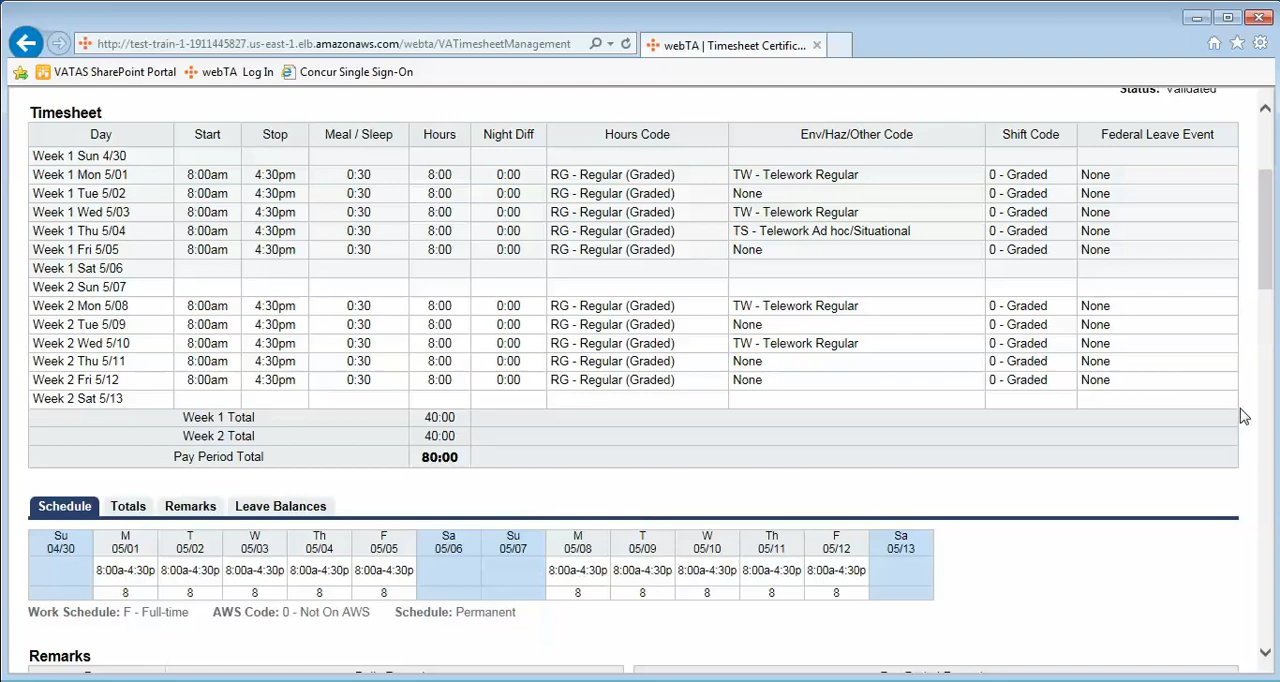 http://test-train-1-1911445827.us-east-1.elb.amazonaws.com/webta/VATimesheetManagement
webTA | Timesheet Certific...
VATAS SharePoint Portal webTA Log In Concur Single Sign-On
Status: Validated
Timesheet
Day Start Stop Meal / Sleep Hours Night Diff Hours Code Env/Haz/Other Code Shift Code Federal Leave Event
Week 1 Sun 4/30
Week 1 Mon 5/01 8:00am 4:30pm 0:30 8:00 0:00 RG - Regular (Graded) TW - Telework Regular 0 - Graded None
Week 1 Tue 5/02 8:00am 4:30pm 0:30 8:00 0:00 RG - Regular (Graded) None 0 - Graded None
Week 1 Wed 5/03 8:00am 4:30pm 0:30 8:00 0:00 RG - Regular (Graded) TW - Telework Regular 0 - Graded None
Week 1 Thu 5/04 8:00am 4:30pm 0:30 8:00 0:00 RG - Regular (Graded) TS - Telework Ad hoc/Situational 0 - Graded None
Week 1 Fri 5/05 8:00am 4:30pm 0:30 8:00 0:00 RG - Regular (Graded) None 0 - Graded None
Week 1 Sat 5/06
Week 2 Sun 5/07
Week 2 Mon 5/08 8:00am 4:30pm 0:30 8:00 0:00 RG - Regular (Graded) TW - Telework Regular 0 - Graded None
Week 2 Tue 5/09 8:00am 4:30pm 0:30 8:00 0:00 RG - Regular (Graded) None 0 - Graded None
Week 2 Wed 5/10 8:00am 4:30pm 0:30 8:00 0:00 RG - Regular (Graded) TW - Telework Regular 0 - Graded None
Week 2 Thu 5/11 8:00am 4:30pm 0:30 8:00 0:00 RG - Regular (Graded) None 0 - Graded None
Week 2 Fri 5/12 8:00am 4:30pm 0:30 8:00 0:00 RG - Regular (Graded) None 0 - Graded None
Week 2 Sat 5/13
Week 1 Total 40:00
Week 2 Total 40:00
Pay Period Total 80:00
Schedule Totals Remarks Leave Balances
Su M T W Th F Sa Su M T W Th F Sa
04/30 05/01 05/02 05/03 05/04 05/05 05/06 05/07 05/08 05/09 05/10 05/11 05/12 05/13
8:00a-4:30p 8:00a-4:30p 8:00a-4:30p 8:00a-4:30p 8:00a-4:30p 8:00a-4:30p 8:00a-4:30p 8:00a-4:30p 8:00a-4:30p 8:00a-4:30p
8 8 8 8 8 8 8 8 8 8
Work Schedule: F - Full-time AWS Code: 0 - Not On AWS Schedule: Permanent
Remarks